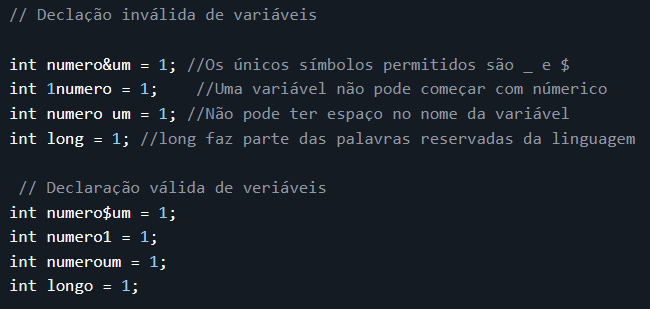 // Declação inválida de variáveis
int numero&um = 1; //Os únicos símbolos permitidos são _ e $
int 1numero = 1; //Uma variável não pode começar com númerico
int numero um = 1; //Não pode ter espaço no nome da variável
int long = 1; //long faz parte das palavras reservadas da linguagem
// Declaração válida de veriáveis
int numero$um = 1;
int numero1 = 1;
int numeroum = 1;
int longo = 1;